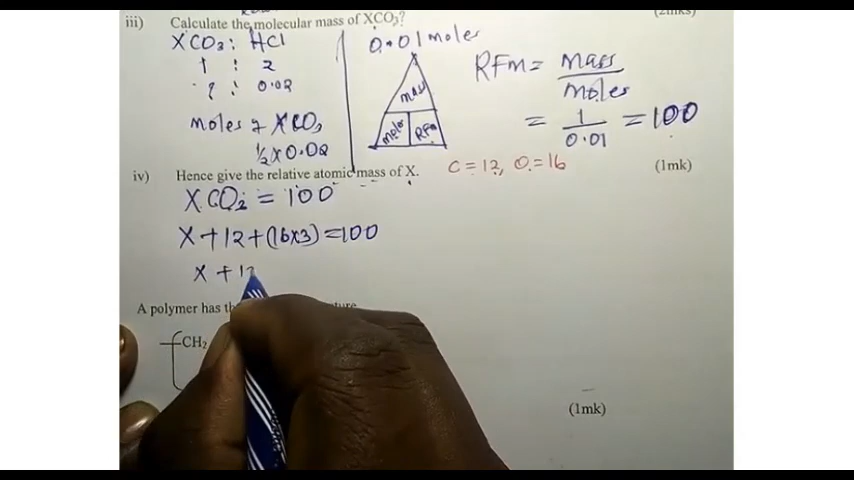 (2mks)
iii) Calculate the molecular mass of XCO₃?
XCO₃ : HCl
1 : 2
? : 0.02
moles of XCO₃
½ x 0.02
0.01 moles
mass
moles RFm
RFm = mass
moles
= 1 = 100
0.01
iv) Hence give the relative atomic mass of X. C = 12, O = 16 (1mk)
XCO₃ = 100
X + 12 + (16x3) = 100
X + 12
A polymer has th
CH₂
(1mk)